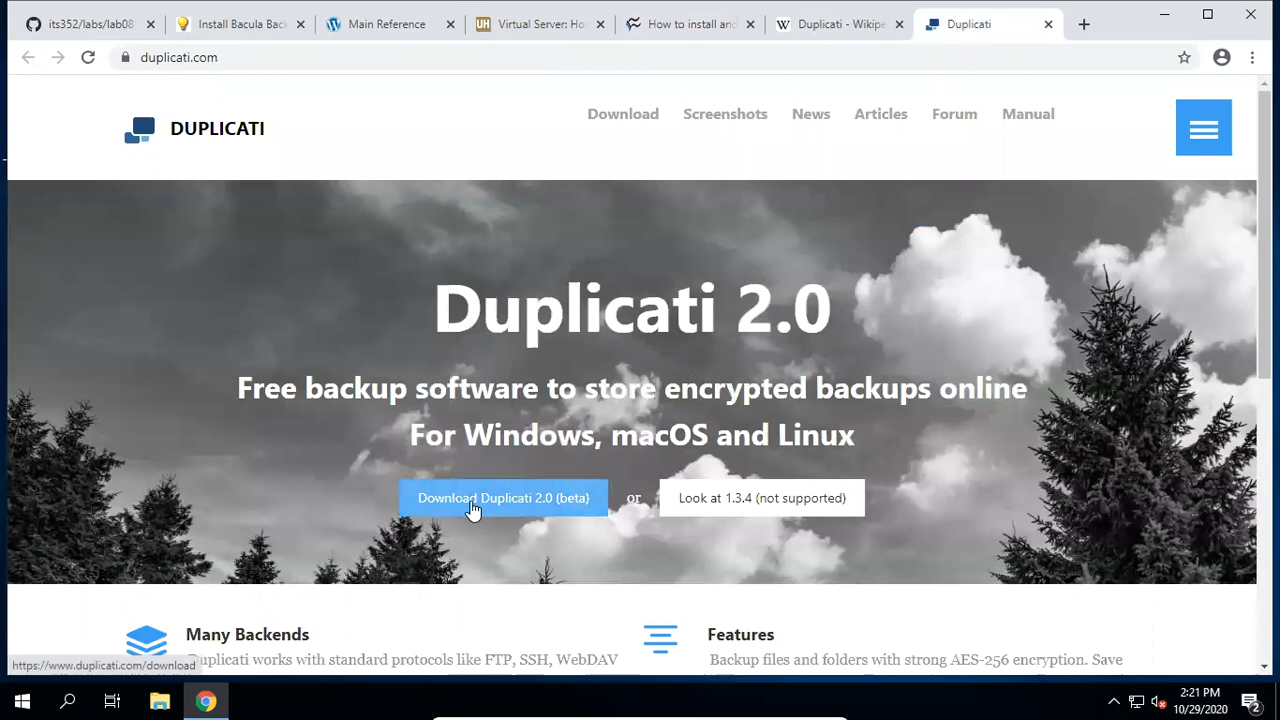 its352/labs/lab08
Install Bacula Back
Main Reference
Virtual Server: Ho
How to install and
Duplicati - Wikipe
Duplicati
duplicati.com
DUPLICATI
Download
Screenshots
News
Articles
Forum
Manual
Duplicati 2.0
Free backup software to store encrypted backups online
For Windows, macOS and Linux
Download Duplicati 2.0 (beta)
or
Look at 1.3.4 (not supported)
Many Backends
Duplicati works with standard protocols like FTP, SSH, WebDAV
Features
Backup files and folders with strong AES-256 encryption. Save
https://www.duplicati.com/download
2:21 PM
10/29/2020
2